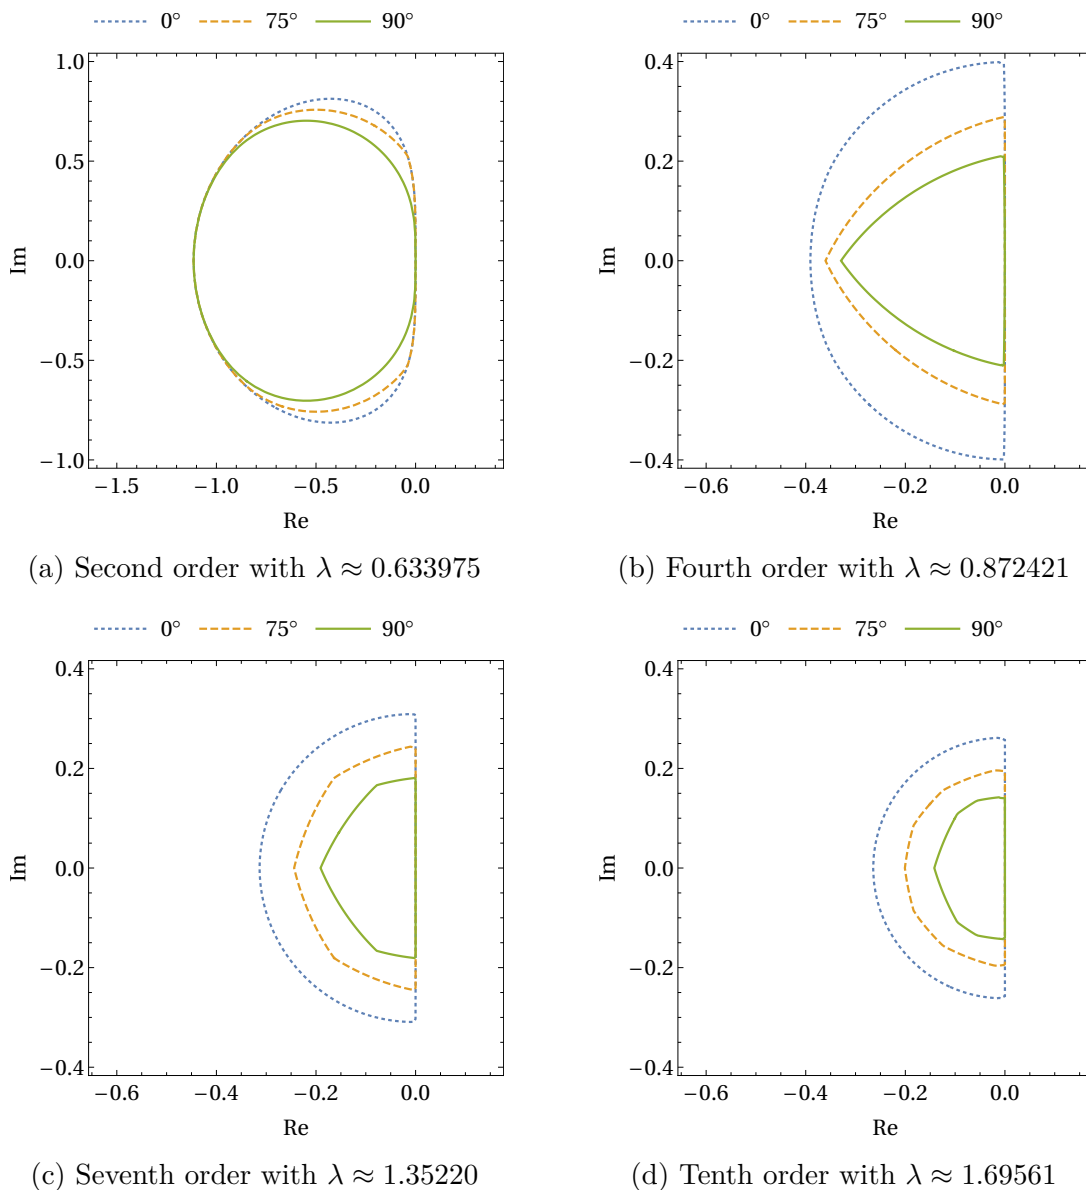 0° 75° 90°
1.0
0.5
0.0
−0.5
−1.0
Im
−1.5 −1.0 −0.5 0.0
Re
(a) Second order with λ ≈ 0.633975
0° 75° 90°
0.4
0.2
0.0
−0.2
−0.4
Im
−0.6 −0.4 −0.2 0.0
Re
(b) Fourth order with λ ≈ 0.872421
0° 75° 90°
0.4
0.2
0.0
−0.2
−0.4
Im
−0.6 −0.4 −0.2 0.0
Re
(c) Seventh order with λ ≈ 1.35220
0° 75° 90°
0.4
0.2
0.0
−0.2
−0.4
Im
−0.6 −0.4 −0.2 0.0
Re
(d) Tenth order with λ ≈ 1.69561